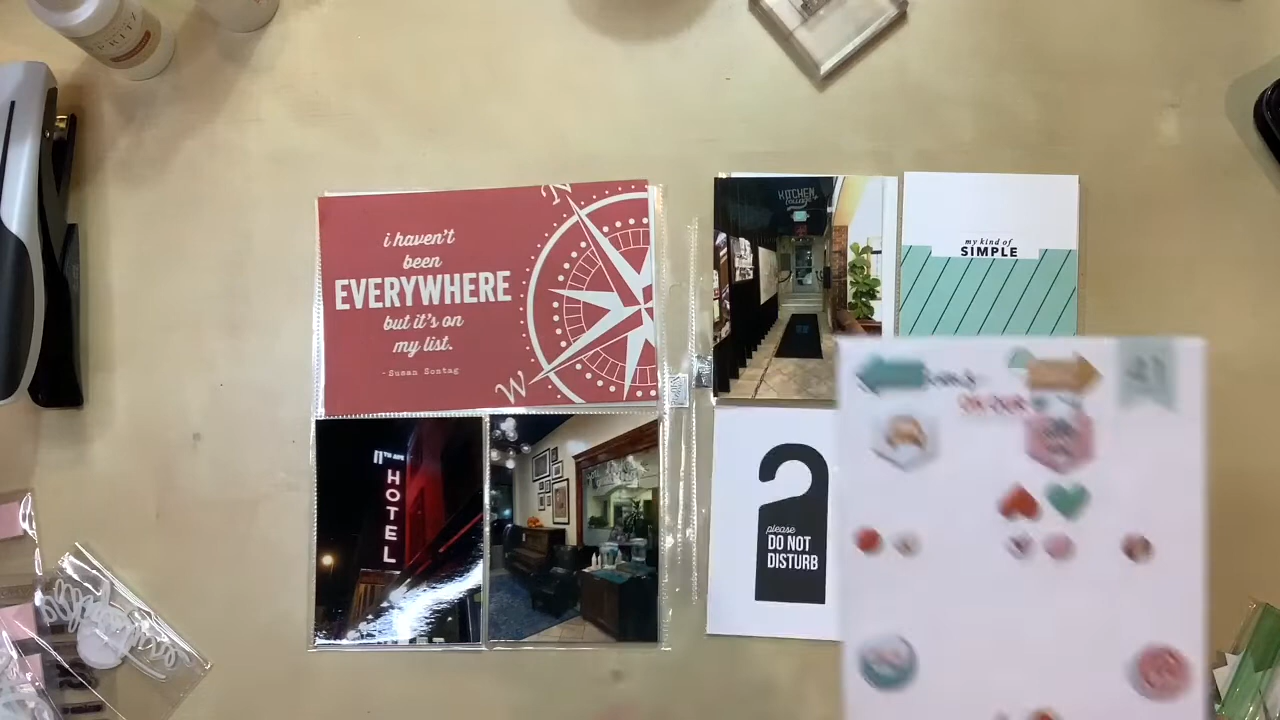 i haven't
been
EVERYWHERE
but it's on
my list.
- Susan Sontag
N
W
11TH AVE
HOTEL
KITCHEN
my kind of
SIMPLE
please
DO NOT
DISTURB